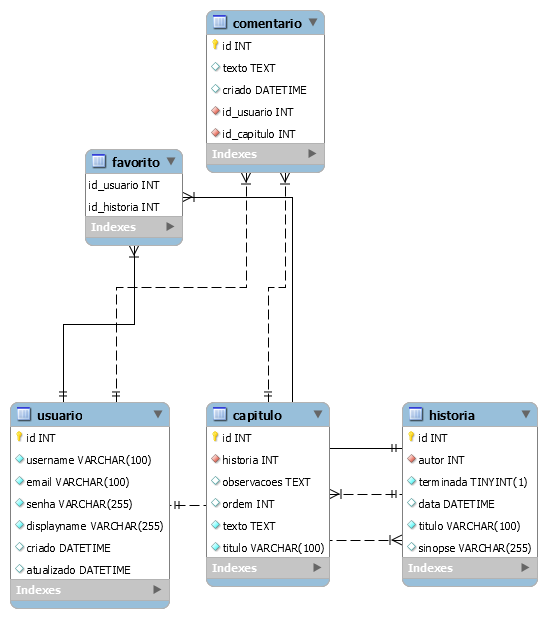 comentario
id INT
texto TEXT
criado DATETIME
id_usuario INT
id_capitulo INT
Indexes
favorito
id_usuario INT
id_historia INT
Indexes
usuario
id INT
username VARCHAR(100)
email VARCHAR(100)
senha VARCHAR(255)
displayname VARCHAR(255)
criado DATETIME
atualizado DATETIME
Indexes
capitulo
id INT
historia INT
observacoes TEXT
ordem INT
texto TEXT
titulo VARCHAR(100)
Indexes
historia
id INT
autor INT
terminada TINYINT(1)
data DATETIME
titulo VARCHAR(100)
sinopse VARCHAR(255)
Indexes